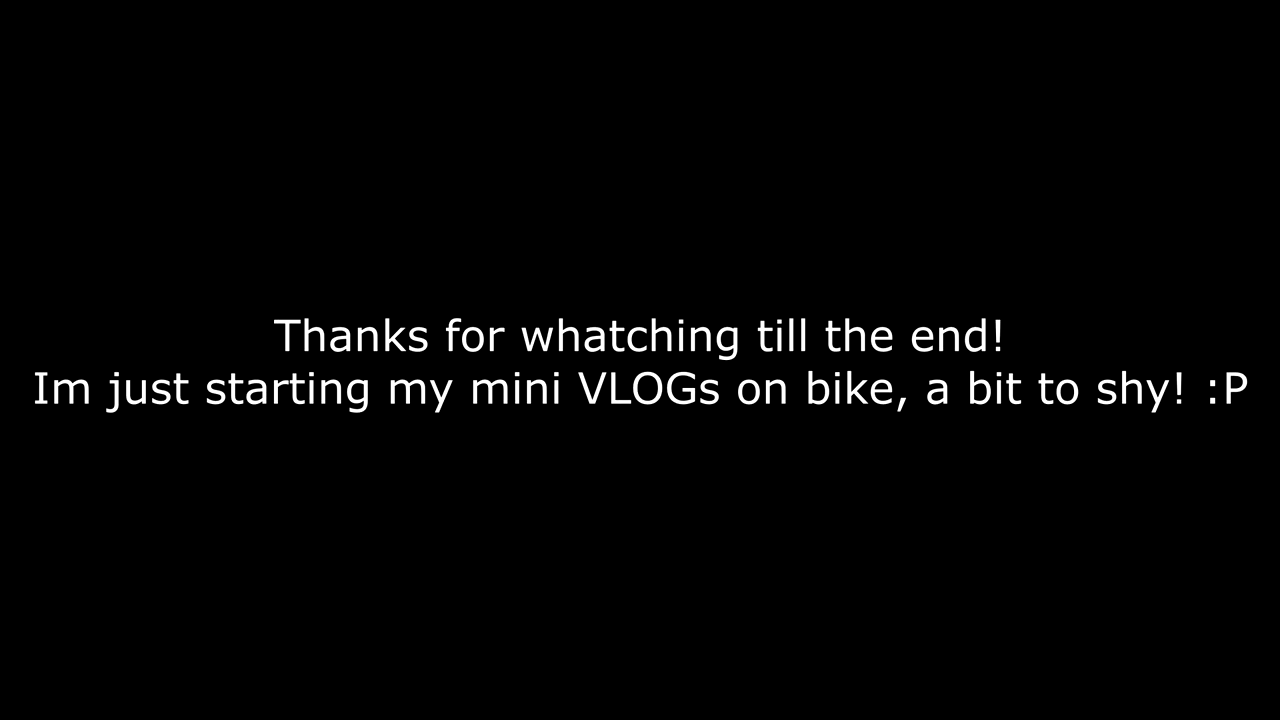 Thanks for whatching till the end!
Im just starting my mini VLOGs on bike, a bit to shy! :P